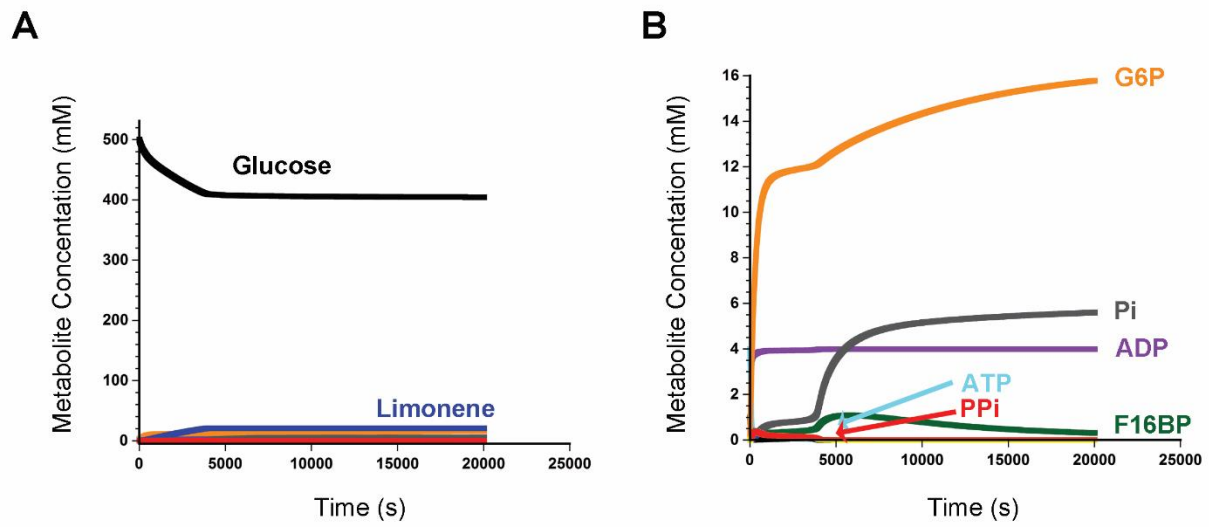 A
Metabolite Concentration (mM)
500
400
300
200
100
0
Glucose
Limonene
0 5000 10000 15000 20000 25000
Time (s)
B
Metabolite Concentration (mM)
16
14
12
10
8
6
4
2
0
G6P
Pi
ADP
ATP
PPi
F16BP
0 5000 10000 15000 20000 25000
Time (s)